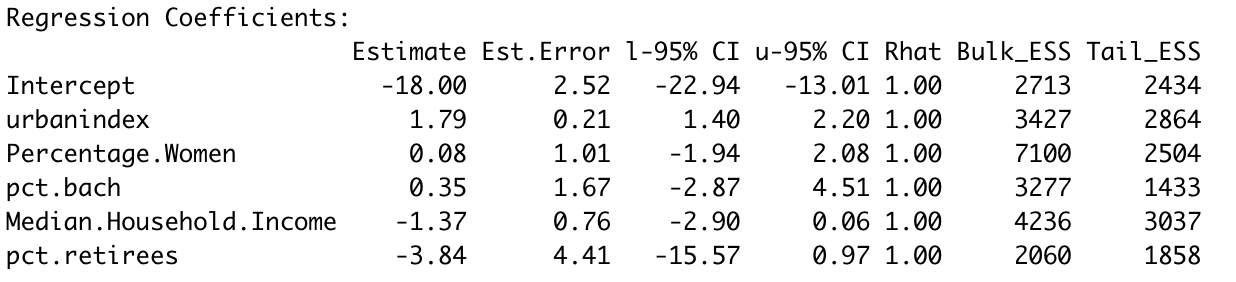 Regression Coefficients:
                        Estimate Est.Error l-95% CI u-95% CI Rhat Bulk_ESS Tail_ESS
Intercept                 -18.00      2.52   -22.94   -13.01 1.00     2713     2434
urbanindex                  1.79      0.21     1.40     2.20 1.00     3427     2864
Percentage.Women            0.08      1.01    -1.94     2.08 1.00     7100     2504
pct.bach                    0.35      1.67    -2.87     4.51 1.00     3277     1433
Median.Household.Income    -1.37      0.76    -2.90     0.06 1.00     4236     3037
pct.retirees               -3.84      4.41   -15.57     0.97 1.00     2060     1858